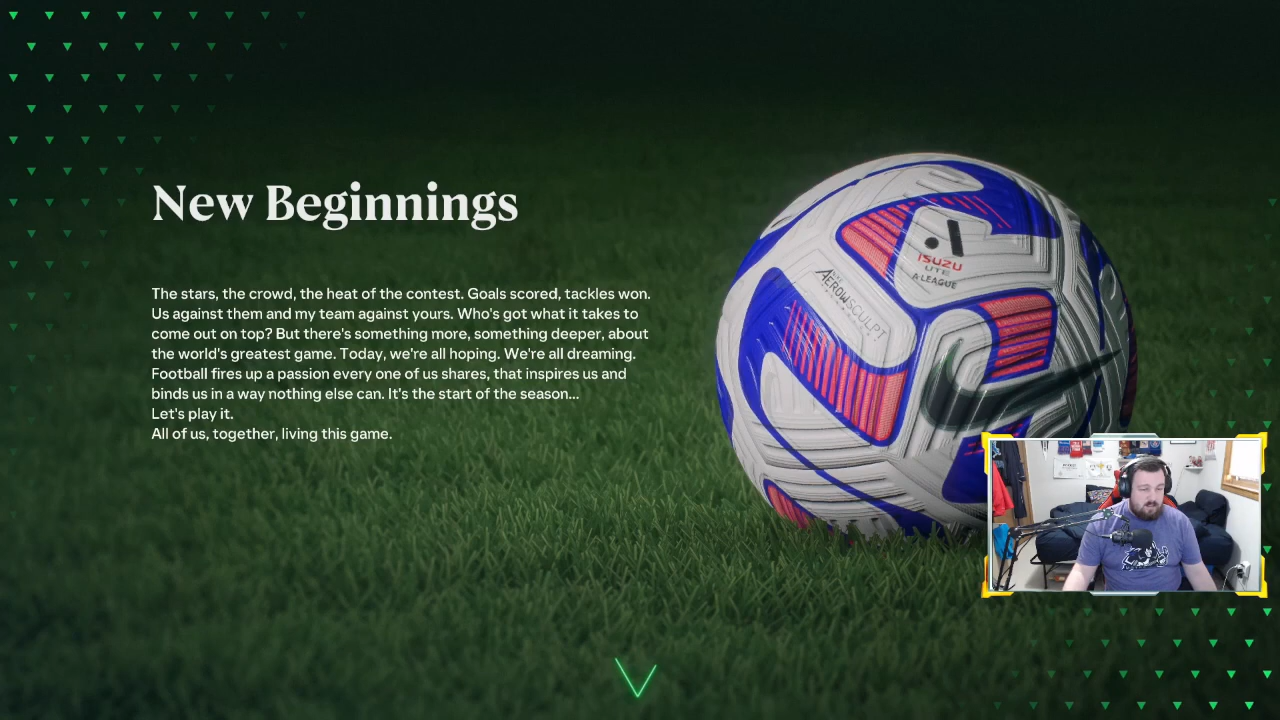 New Beginnings
The stars, the crowd, the heat of the contest. Goals scored, tackles won.
Us against them and my team against yours. Who's got what it takes to
come out on top? But there's something more, something deeper, about
the world's greatest game. Today, we're all hoping. We're all dreaming.
Football fires up a passion every one of us shares, that inspires us and
binds us in a way nothing else can. It's the start of the season...
Let's play it.
All of us, together, living this game.
ISUZU
UTE
A-LEAGUE
AEROWSCULPT